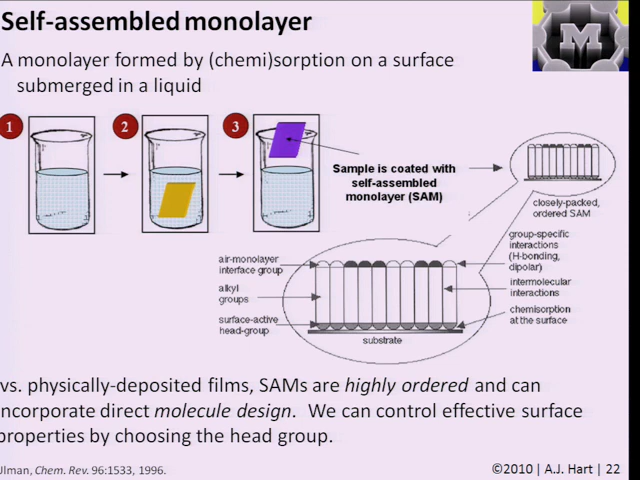 Self-assembled monolayer
A monolayer formed by (chemi)sorption on a surface
submerged in a liquid
1
2
3
M
Sample is coated with
self-assembled
monolayer (SAM)
closely-packed,
ordered SAM
group-specific
interactions
(H-bonding,
dipolar)
air-monolayer
interface group
alkyl
groups
intermolecular
interactions
surface-active
head-group
chemisorption
at the surface
substrate
vs. physically-deposited films, SAMs are highly ordered and can
incorporate direct molecule design. We can control effective surface
properties by choosing the head group.
Ulman, Chem. Rev. 96:1533, 1996.
©2010 | A.J. Hart | 22